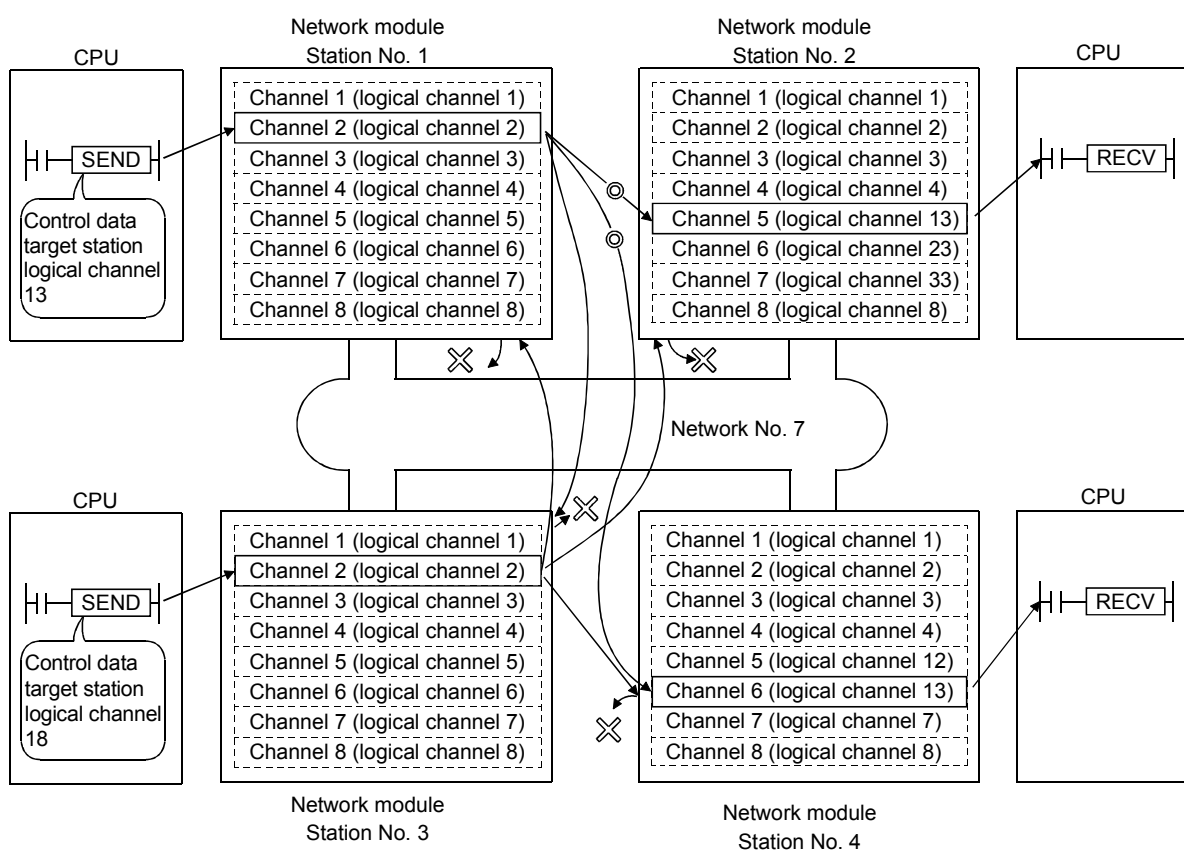 Network module
Station No. 1
Network module
Station No. 2
CPU
CPU
SEND
Control data
target station
logical channel
13
Channel 1 (logical channel 1)
Channel 2 (logical channel 2)
Channel 3 (logical channel 3)
Channel 4 (logical channel 4)
Channel 5 (logical channel 5)
Channel 6 (logical channel 6)
Channel 7 (logical channel 7)
Channel 8 (logical channel 8)
Channel 1 (logical channel 1)
Channel 2 (logical channel 2)
Channel 3 (logical channel 3)
Channel 4 (logical channel 4)
Channel 5 (logical channel 13)
Channel 6 (logical channel 23)
Channel 7 (logical channel 33)
Channel 8 (logical channel 8)
RECV
Network No. 7
CPU
CPU
SEND
Control data
target station
logical channel
18
Channel 1 (logical channel 1)
Channel 2 (logical channel 2)
Channel 3 (logical channel 3)
Channel 4 (logical channel 4)
Channel 5 (logical channel 5)
Channel 6 (logical channel 6)
Channel 7 (logical channel 7)
Channel 8 (logical channel 8)
Channel 1 (logical channel 1)
Channel 2 (logical channel 2)
Channel 3 (logical channel 3)
Channel 4 (logical channel 4)
Channel 5 (logical channel 12)
Channel 6 (logical channel 13)
Channel 7 (logical channel 7)
Channel 8 (logical channel 8)
RECV
Network module
Station No. 3
Network module
Station No. 4